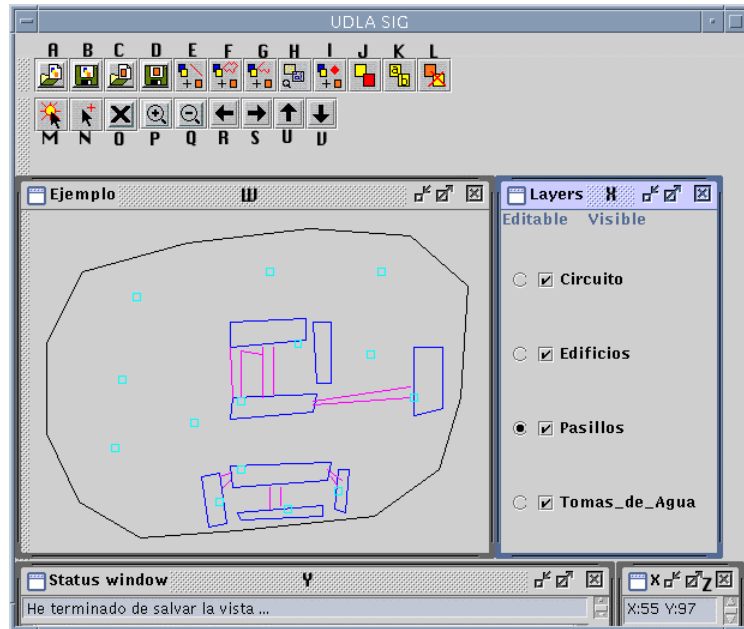 UDLA SIG
A B C D E F G H I J K L
a b
M N O P Q R S U V
Ejemplo W
Layers X
Editable Visible
Circuito
Edificios
Pasillos
Tomas_de_Agua
Status window Y
X Z
He terminado de salvar la vista ...
X:55 Y:97